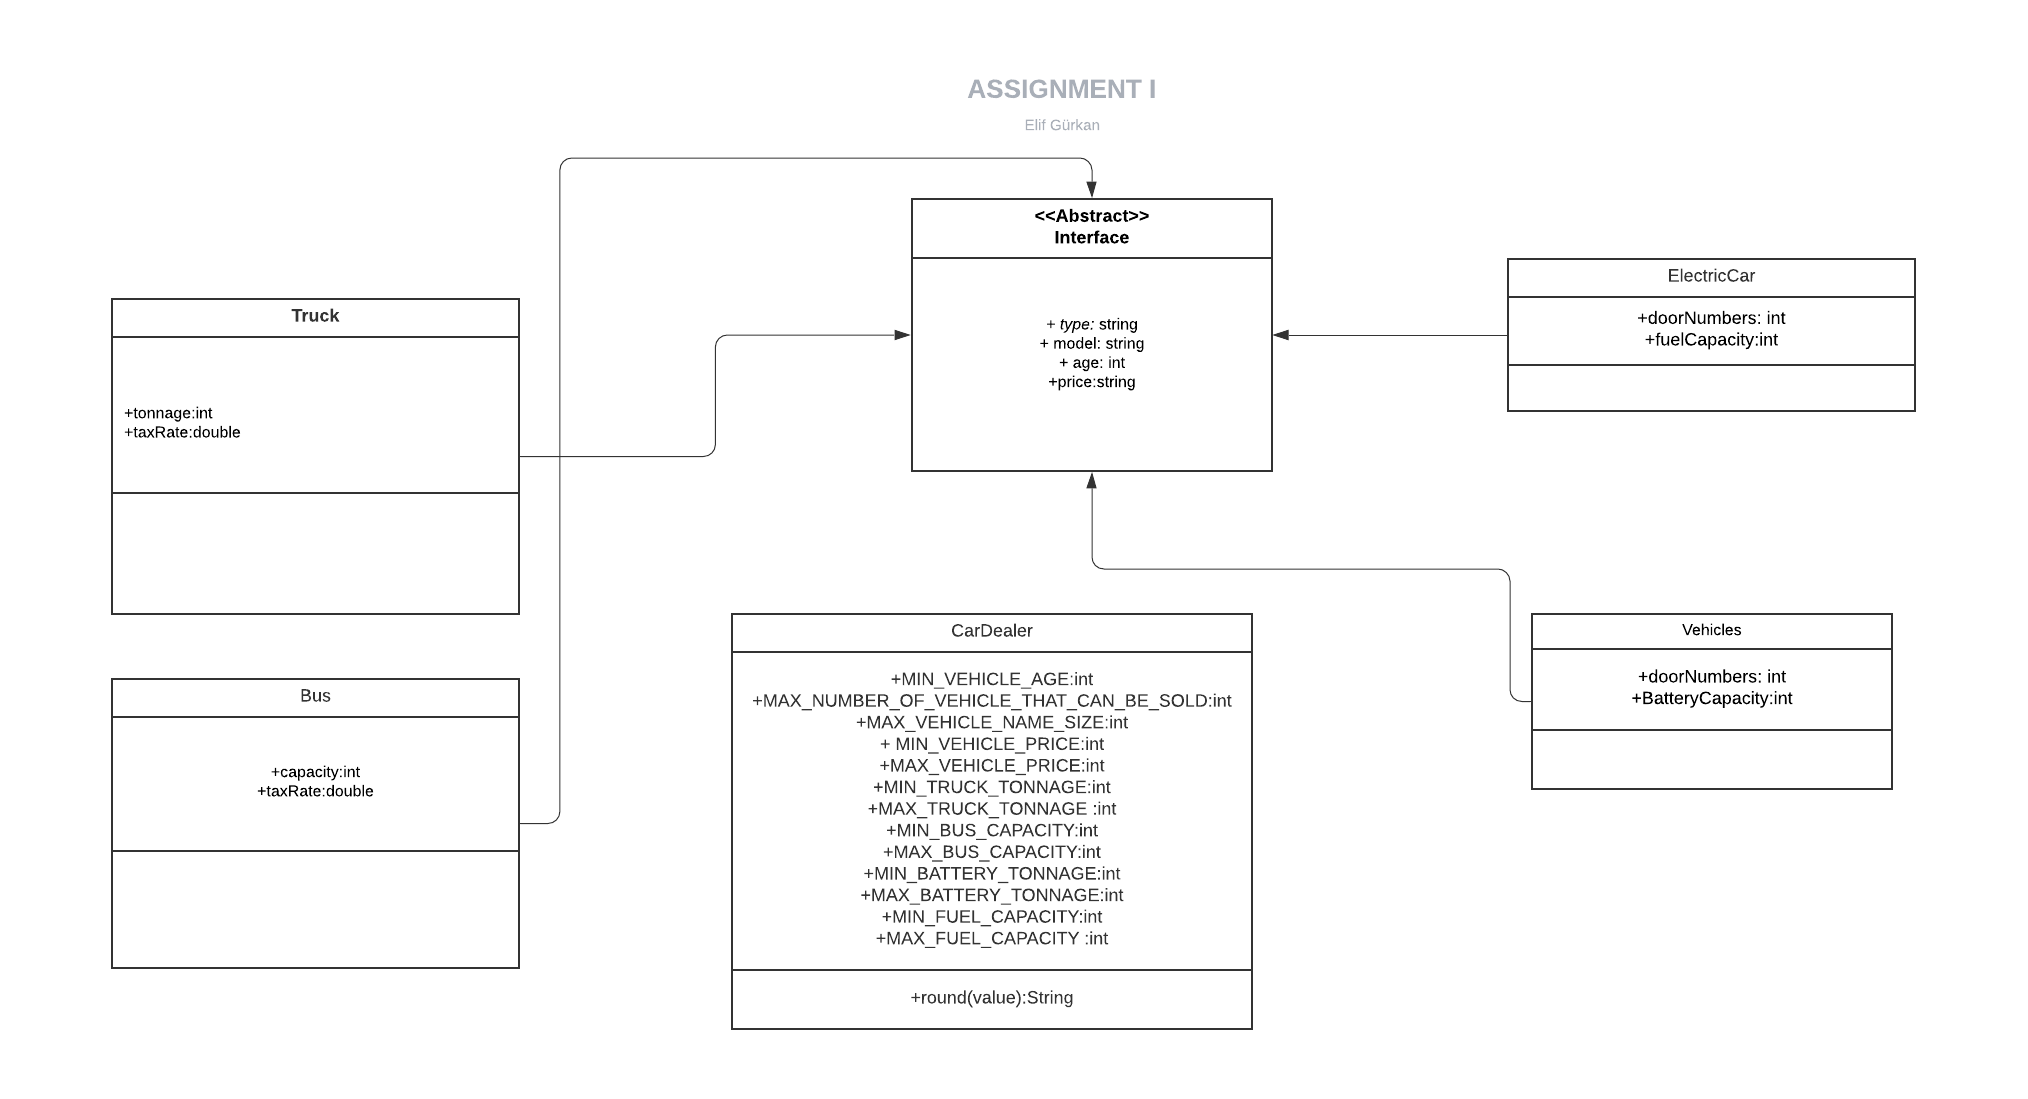 ASSIGNMENT I
Elif Gürkan
<<Abstract>>
Interface
+ type: string
+ model: string
+ age: int
+price:string
ElectricCar
+doorNumbers: int
+fuelCapacity:int
Truck
+tonnage:int
+taxRate:double
Bus
+capacity:int
+taxRate:double
CarDealer
+MIN_VEHICLE_AGE:int
+MAX_NUMBER_OF_VEHICLE_THAT_CAN_BE_SOLD:int
+MAX_VEHICLE_NAME_SIZE:int
+ MIN_VEHICLE_PRICE:int
+MAX_VEHICLE_PRICE:int
+MIN_TRUCK_TONNAGE:int
+MAX_TRUCK_TONNAGE :int
+MIN_BUS_CAPACITY:int
+MAX_BUS_CAPACITY:int
+MIN_BATTERY_TONNAGE:int
+MAX_BATTERY_TONNAGE:int
+MIN_FUEL_CAPACITY:int
+MAX_FUEL_CAPACITY :int
+round(value):String
Vehicles
+doorNumbers: int
+BatteryCapacity:int